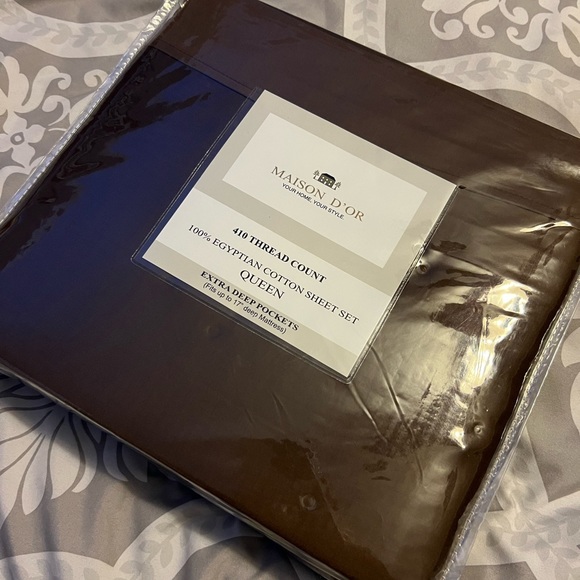 MAISON D'OR
YOUR HOME, YOUR STYLE.
410 THREAD COUNT
100% EGYPTIAN COTTON SHEET SET
QUEEN
EXTRA DEEP POCKETS
(Fits up to 17" deep Mattress)